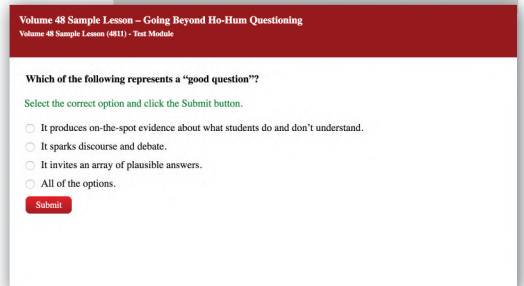 Volume 48 Sample Lesson – Going Beyond Ho-Hum Questioning
Volume 48 Sample Lesson (4811) - Test Module
Which of the following represents a “good question”?
Select the correct option and click the Submit button.
It produces on-the-spot evidence about what students do and don’t understand.
It sparks discourse and debate.
It invites an array of plausible answers.
All of the options.
Submit